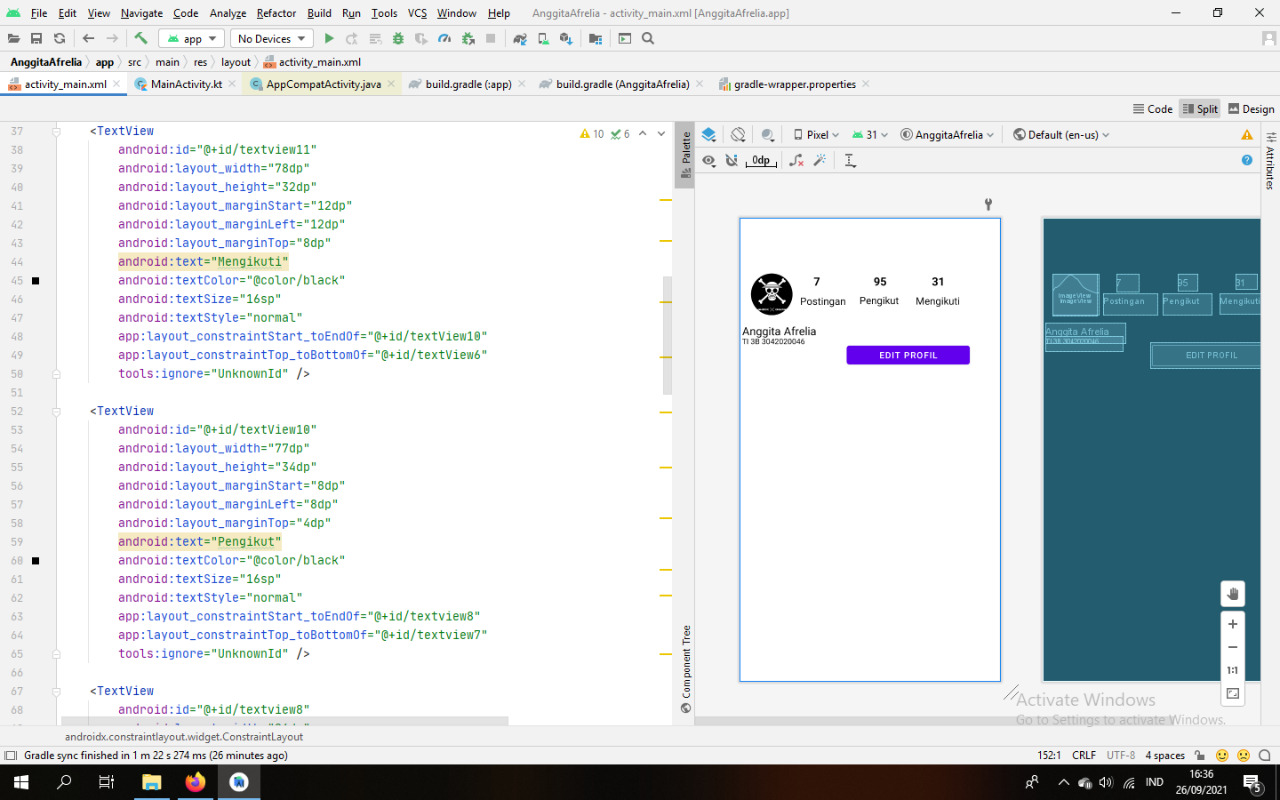 File Edit View Navigate Code Analyze Refactor Build Run Tools VCS Window Help AnggitaAfrelia - activity_main.xml [AnggitaAfrelia.app]
app No Devices
AnggitaAfrelia app src main res layout activity_main.xml
activity_main.xml MainActivity.kt AppCompatActivity.java build.gradle (:app) build.gradle (AnggitaAfrelia) gradle-wrapper.properties
Code Split Design
37 <TextView
38 android:id="@+id/textview11"
39 android:layout_width="78dp"
40 android:layout_height="32dp"
41 android:layout_marginStart="12dp"
42 android:layout_marginLeft="12dp"
43 android:layout_marginTop="8dp"
44 android:text="Mengikuti"
45 android:textColor="@color/black"
46 android:textSize="16sp"
47 android:textStyle="normal"
48 app:layout_constraintStart_toEndOf="@+id/textView10"
49 app:layout_constraintTop_toBottomOf="@+id/textView6"
50 tools:ignore="UnknownId" />
51
52 <TextView
53 android:id="@+id/textView10"
54 android:layout_width="77dp"
55 android:layout_height="34dp"
56 android:layout_marginStart="8dp"
57 android:layout_marginLeft="8dp"
58 android:layout_marginTop="4dp"
59 android:text="Pengikut"
60 android:textColor="@color/black"
61 android:textSize="16sp"
62 android:textStyle="normal"
63 app:layout_constraintStart_toEndOf="@+id/textview8"
64 app:layout_constraintTop_toBottomOf="@+id/textview7"
65 tools:ignore="UnknownId" />
66
67 <TextView
68 android:id="@+id/textview8"
10 6
Palette
Component Tree
Pixel 31 AnggitaAfrelia Default (en-us)
0dp
Attributes
7 95 31
Postingan Pengikut Mengikuti
Anggita Afrelia
TI 3B 3042020046
EDIT PROFIL
7 95 31
ImageView
ImageView
Postingan Pengikut Mengikuti
Anggita Afrelia
TI 3B 3042020046
EDIT PROFIL
1:1
Activate Windows
Go to Settings to activate Windows.
androidx.constraintlayout.widget.ConstraintLayout
Gradle sync finished in 1 m 22 s 274 ms (26 minutes ago) 152:1 CRLF UTF-8 4 spaces
IND
16:36
26/09/2021
5